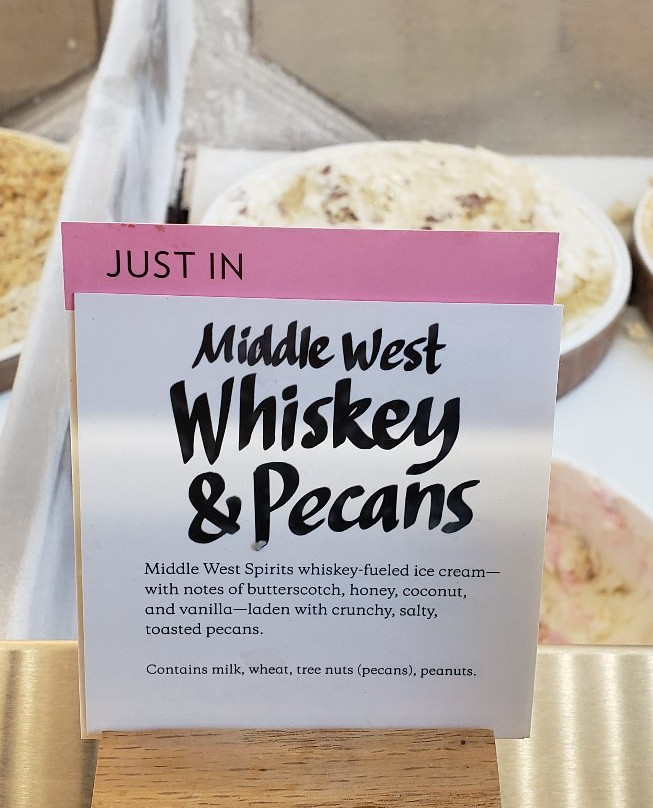 JUST IN
Middle West
Whiskey
& Pecans
Middle West Spirits whiskey-fueled ice cream—
with notes of butterscotch, honey, coconut,
and vanilla—laden with crunchy, salty,
toasted pecans.
Contains milk, wheat, tree nuts (pecans), peanuts.